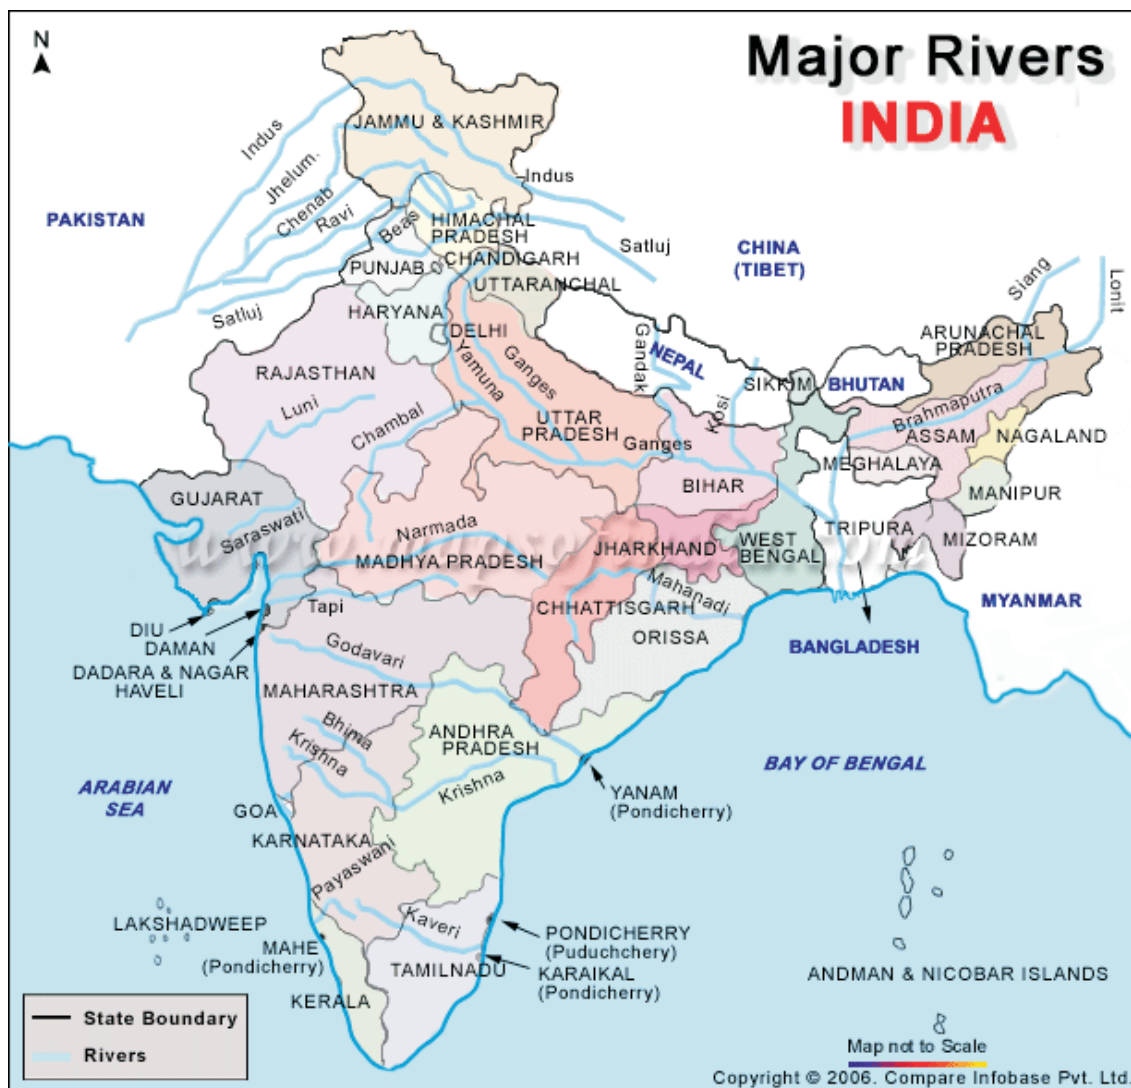 N
Major Rivers
INDIA
JAMMU & KASHMIR
Indus
Jhelum.
Chenab
Ravi
Beas
Indus
Satluj
PAKISTAN
HIMACHAL
PRADESH
CHINA
(TIBET)
PUNJAB
CHANDIGARH
UTTARANCHAL
Satluj
HARYANA
DELHI
Siang
Lonit
ARUNACHAL
PRADESH
RAJASTHAN
Yamuna
Ganges
Gandak
NEPAL
Kosi
SIKKIM
BHUTAN
Brahmaputra
Luni
Chambal
UTTAR
PRADESH
Ganges
ASSAM
NAGALAND
MEGHALAYA
BIHAR
MANIPUR
GUJARAT
Saraswati
Narmada
MADHYA PRADESH
JHARKHAND
WEST
BENGAL
TRIPURA
MIZORAM
Tapi
CHHATTISGARH
Mahanadi
ORISSA
MYANMAR
DIU
DAMAN
DADARA & NAGAR
HAVELI
BANGLADESH
Godavari
MAHARASHTRA
Bhima
Krishna
ANDHRA
PRADESH
Krishna
BAY OF BENGAL
ARABIAN
SEA
YANAM
(Pondicherry)
GOA
KARNATAKA
Payaswani
Kaveri
LAKSHADWEEP
MAHE
(Pondicherry)
PONDICHERRY
(Puduchchery)
TAMILNADU
KARAIKAL
(Pondicherry)
KERALA
ANDMAN & NICOBAR ISLANDS
State Boundary
Rivers
Map not to Scale
Copyright © 2006. Compare Infobase Pvt. Ltd.